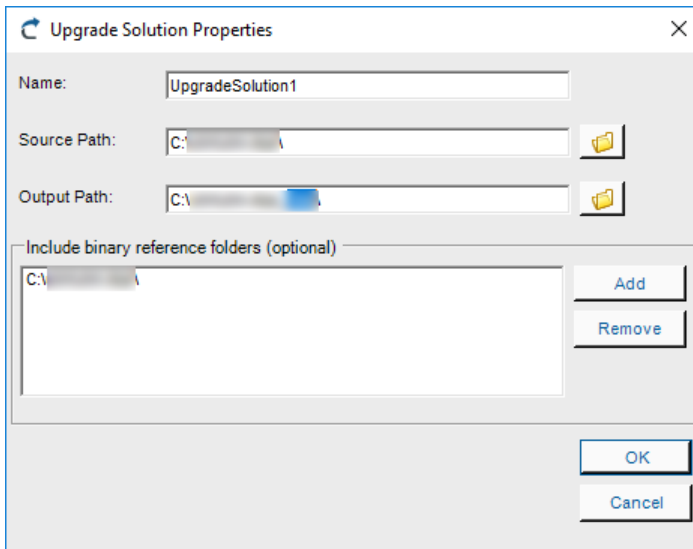 Upgrade Solution Properties
Name:
UpgradeSolution1
Source Path:
C:\
Output Path:
C:\
Include binary reference folders (optional)
C:\
Add
Remove
OK
Cancel